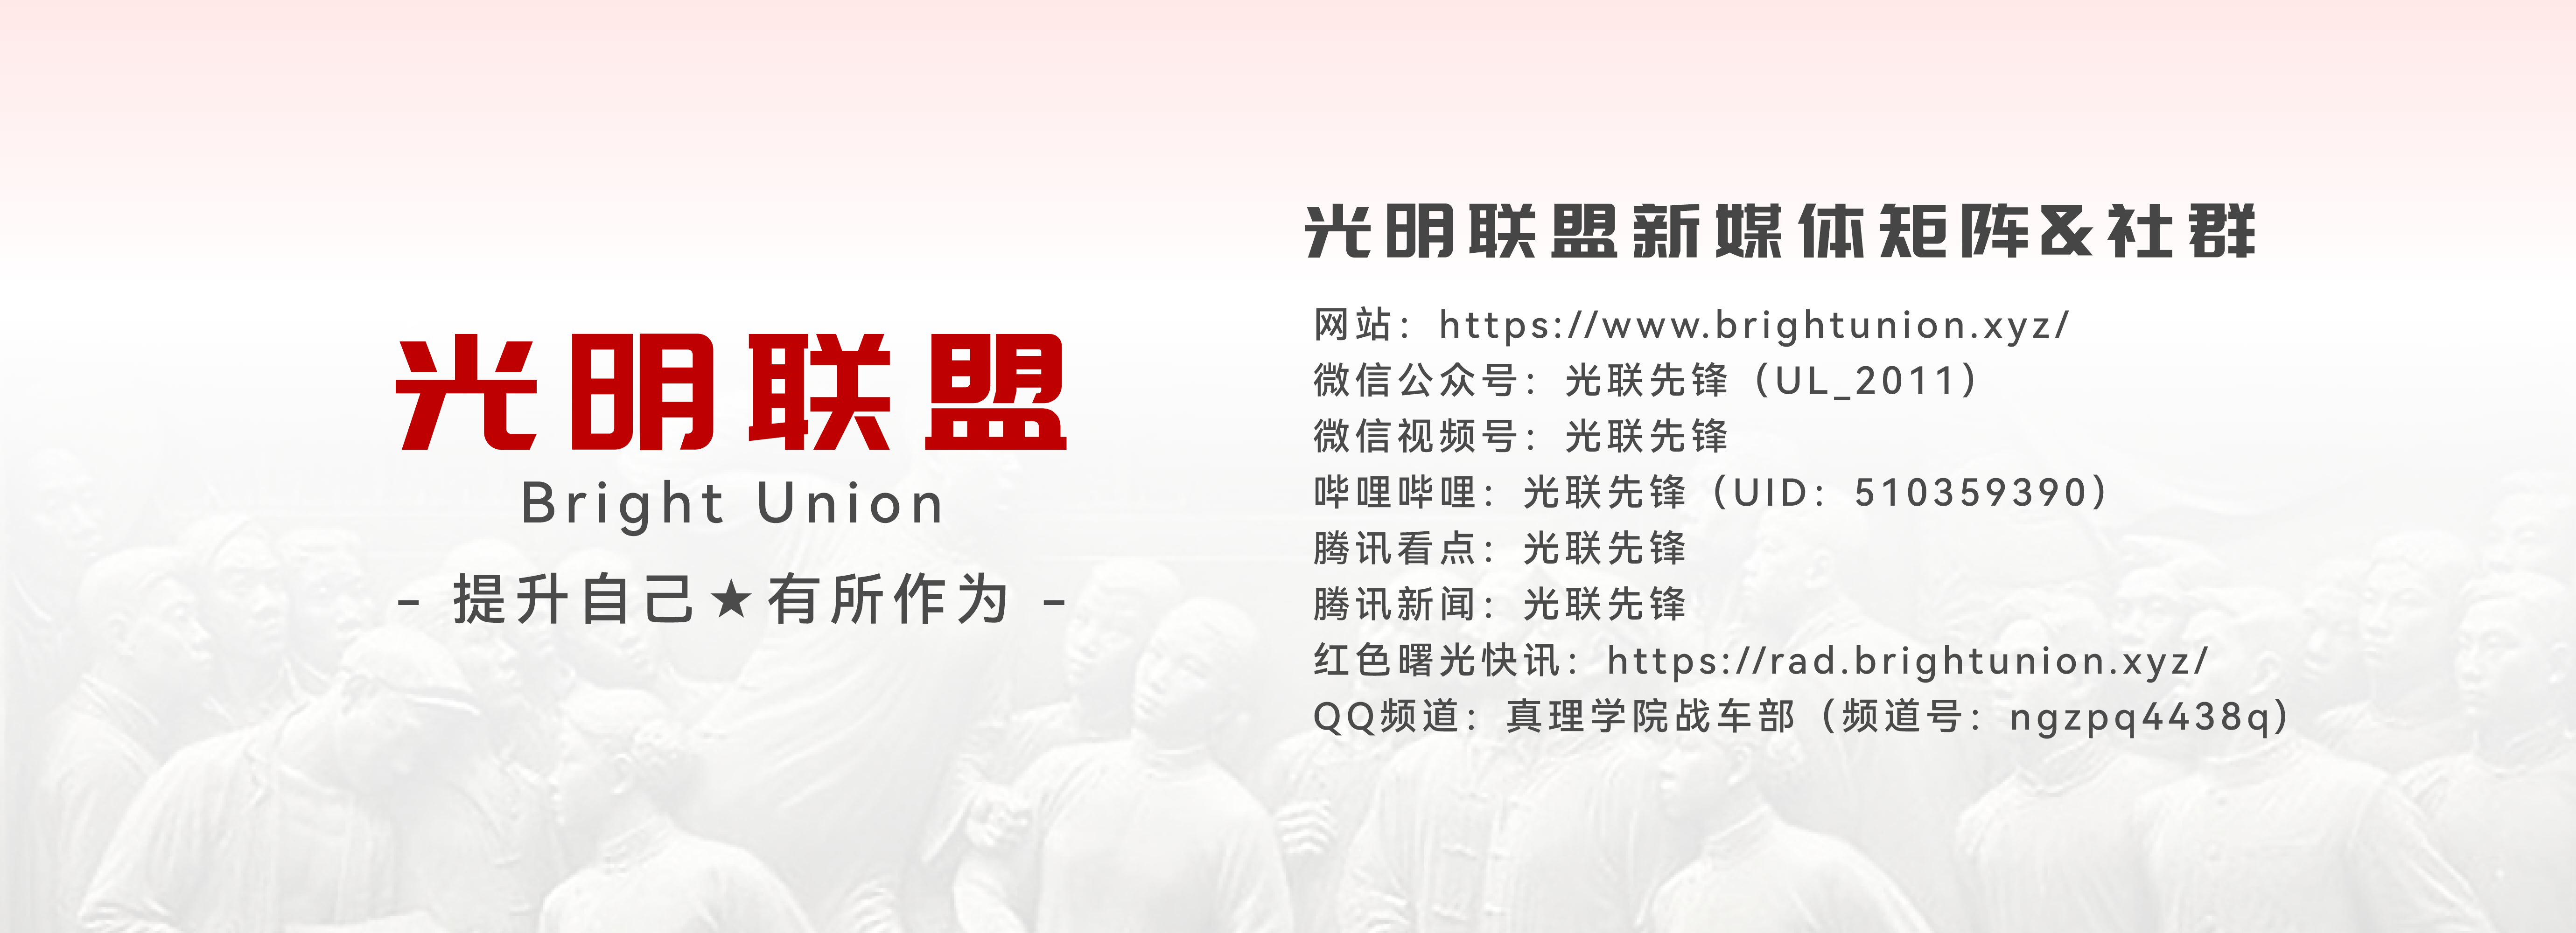 光明联盟
Bright Union
- 提升自己★有所作为 -
光明联盟新媒体矩阵&社群
网站：https://www.brightunion.xyz/
微信公众号：光联先锋（UL_2011）
微信视频号：光联先锋
哔哩哔哩：光联先锋（UID：510359390）
腾讯看点：光联先锋
腾讯新闻：光联先锋
红色曙光快讯：https://rad.brightunion.xyz/
QQ频道：真理学院战车部（频道号：ngzpq4438q）